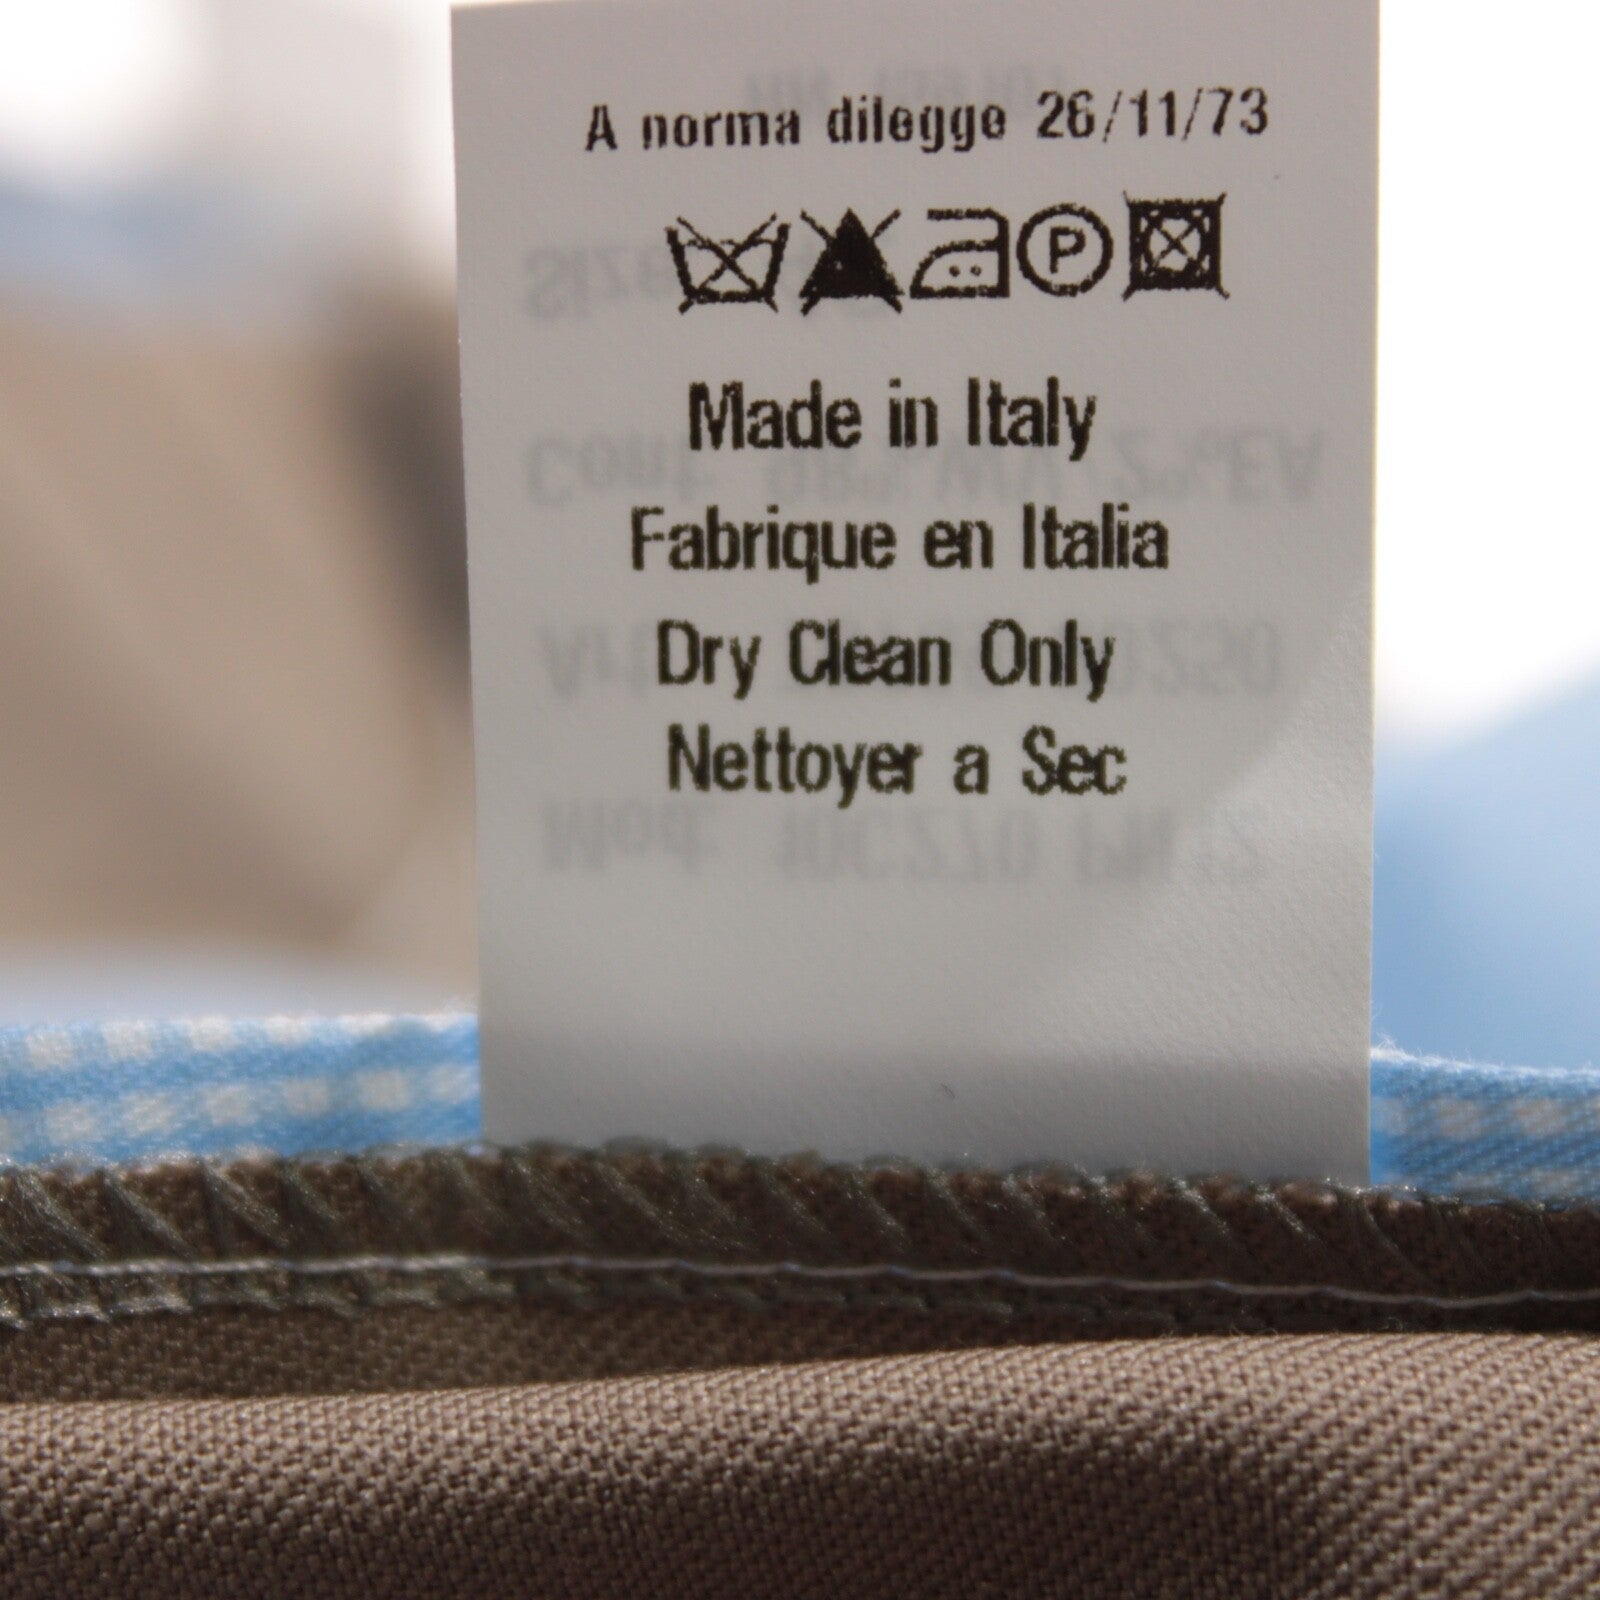 A norma dilegge 26/11/73
P
Made in Italy
Fabrique en Italia
Dry Clean Only
Nettoyer a Sec